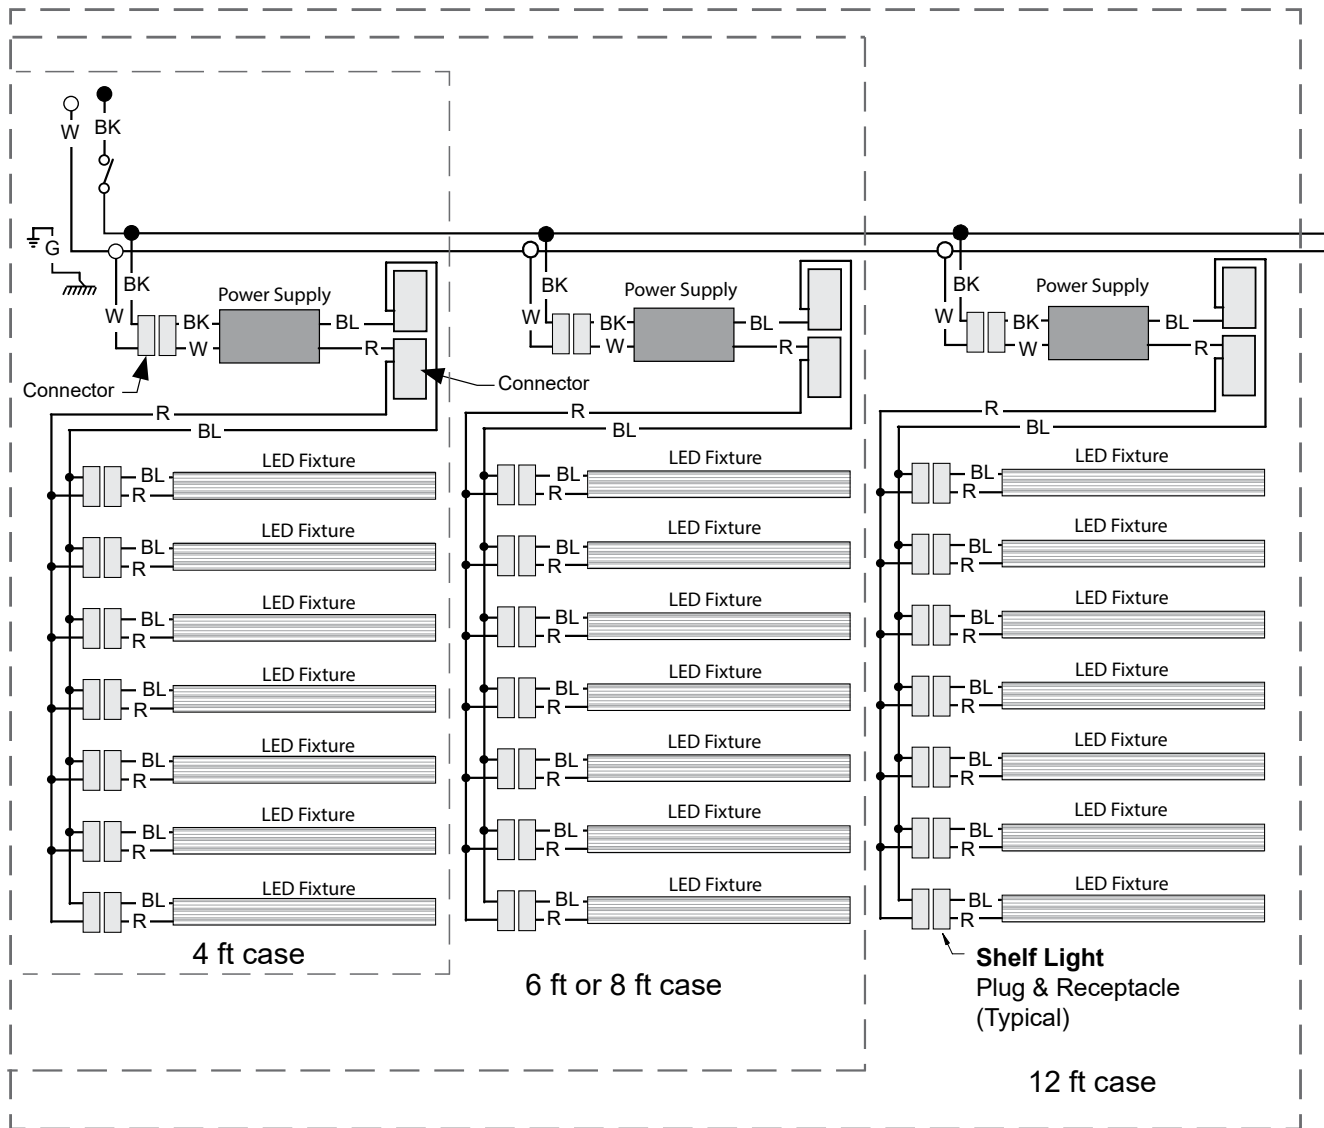 W
BK
G
BK
W
BK
W
Power Supply
BL
R
Connector
Connector
R
BL
LED Fixture
BL
R
LED Fixture
BL
R
LED Fixture
BL
R
LED Fixture
BL
R
LED Fixture
BL
R
LED Fixture
BL
R
LED Fixture
BL
R
4 ft case
BK
W
BK
W
Power Supply
BL
R
R
BL
LED Fixture
BL
R
LED Fixture
BL
R
LED Fixture
BL
R
LED Fixture
BL
R
LED Fixture
BL
R
LED Fixture
BL
R
LED Fixture
BL
R
6 ft or 8 ft case
BK
W
BK
W
Power Supply
BL
R
R
BL
LED Fixture
BL
R
LED Fixture
BL
R
LED Fixture
BL
R
LED Fixture
BL
R
LED Fixture
BL
R
LED Fixture
BL
R
LED Fixture
BL
R
Shelf Light
Plug & Receptacle
(Typical)
12 ft case